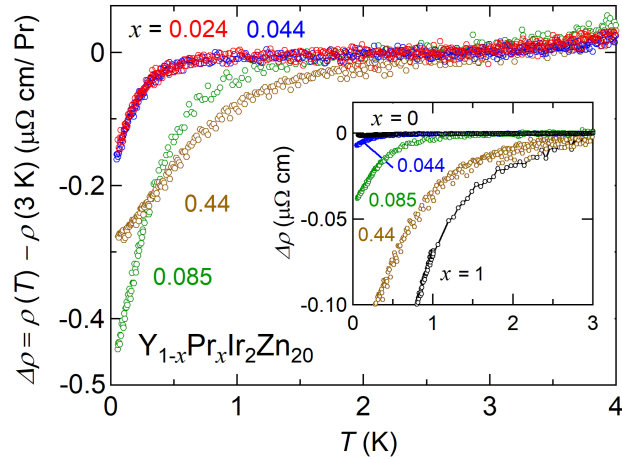 Δρ = ρ (T) − ρ (3 K) (μΩ cm/ Pr)
0
-0.1
-0.2
-0.3
-0.4
-0.5
x = 0.024 0.044
0.44
0.085
Y₁₋ₓPrₓIr₂Zn₂₀
0 1 2 3 4
T (K)
Δρ (μΩ cm)
0
-0.05
-0.10
x = 0
0.044
0.085
0.44
x = 1
0 1 2 3